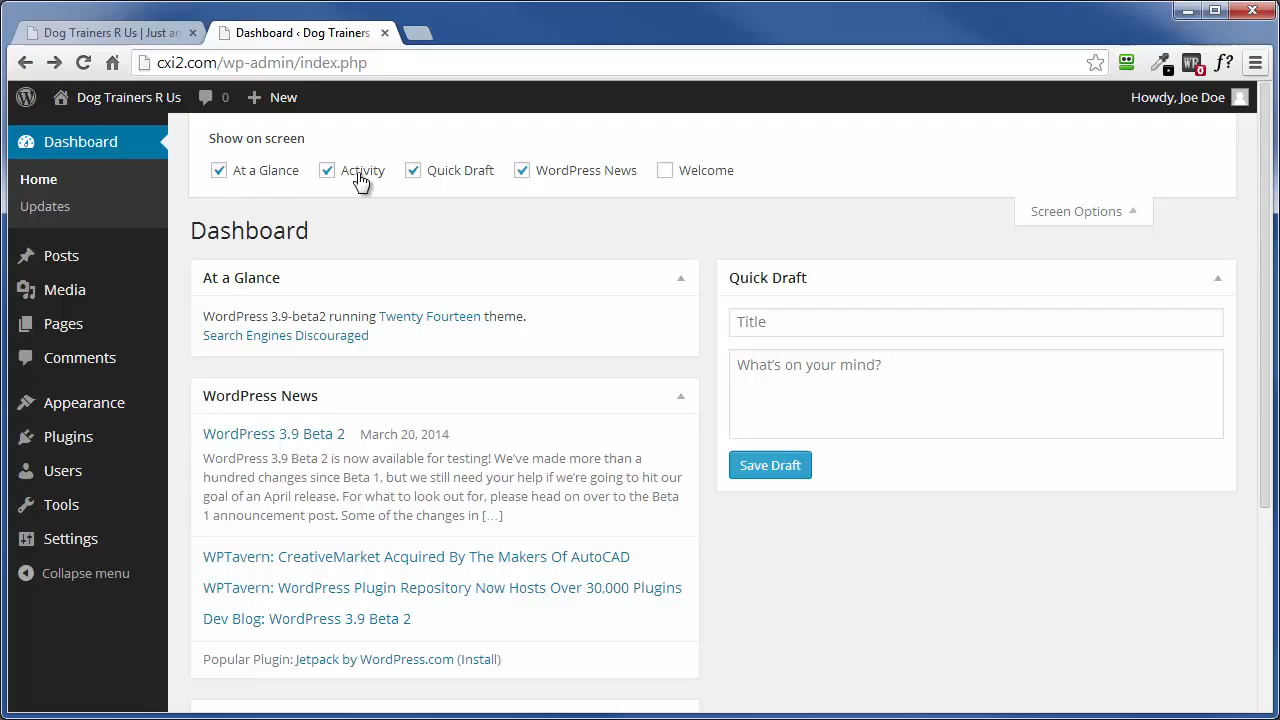 Dog Trainers R Us | Just an
Dashboard ‹ Dog Trainers
cxi2.com/wp-admin/index.php
WR
0
f?
Dog Trainers R Us
0
New
Howdy, Joe Doe
Dashboard
Home
Updates
Posts
Media
Pages
Comments
Appearance
Plugins
Users
Tools
Settings
Collapse menu
Show on screen
At a Glance
Activity
Quick Draft
WordPress News
Welcome
Screen Options
Dashboard
At a Glance
WordPress 3.9-beta2 running Twenty Fourteen theme.
Search Engines Discouraged
WordPress News
WordPress 3.9 Beta 2 March 20, 2014
WordPress 3.9 Beta 2 is now available for testing! We've made more than a
hundred changes since Beta 1, but we still need your help if we're going to hit our
goal of an April release. For what to look out for, please head on over to the Beta
1 announcement post. Some of the changes in […]
WPTavern: CreativeMarket Acquired By The Makers Of AutoCAD
WPTavern: WordPress Plugin Repository Now Hosts Over 30,000 Plugins
Dev Blog: WordPress 3.9 Beta 2
Popular Plugin: Jetpack by WordPress.com (Install)
Quick Draft
Title
What's on your mind?
Save Draft